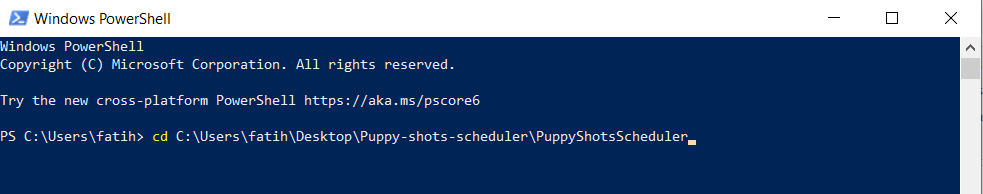 Windows PowerShell
Windows PowerShell
Copyright (C) Microsoft Corporation. All rights reserved.
Try the new cross-platform PowerShell https://aka.ms/pscore6
PS C:\Users\fatih> cd C:\Users\fatih\Desktop\Puppy-shots-scheduler\PuppyShotsScheduler